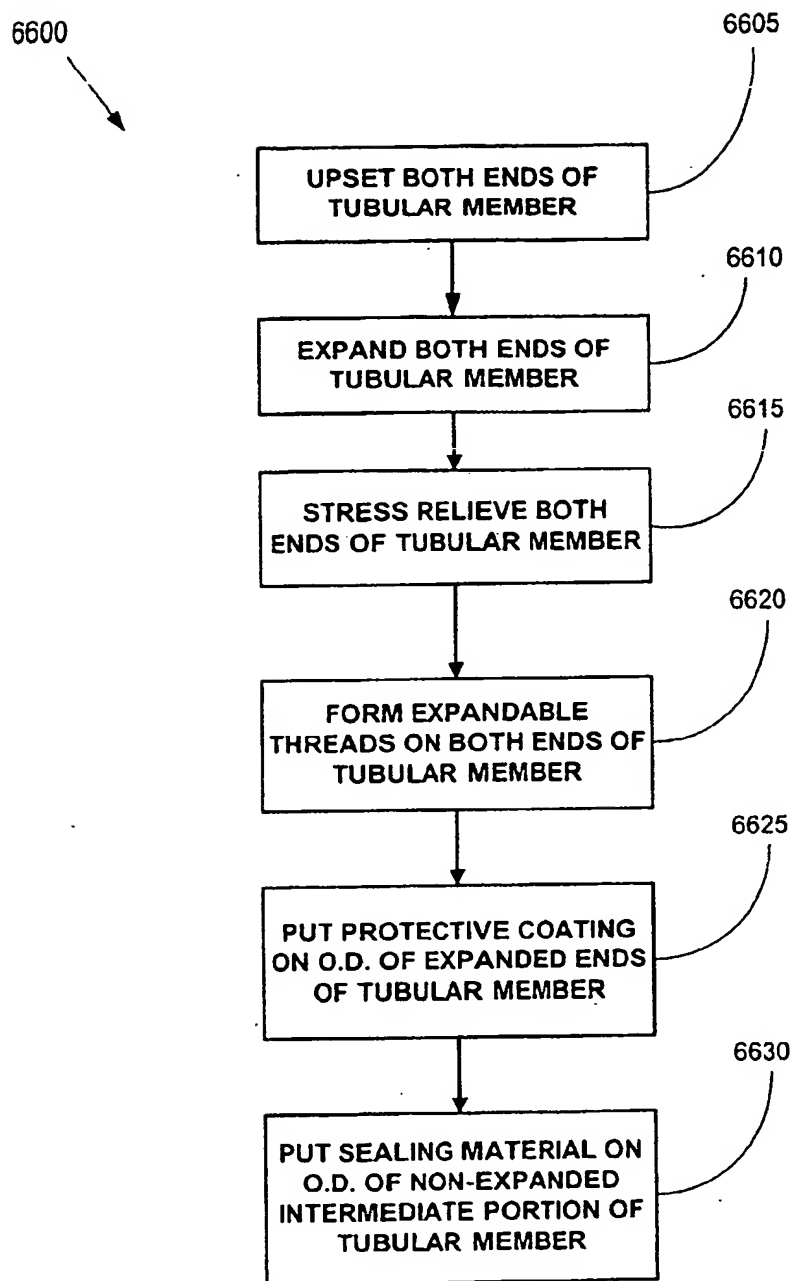 6600
6605
UPSET BOTH ENDS OF
TUBULAR MEMBER
6610
EXPAND BOTH ENDS OF
TUBULAR MEMBER
6615
STRESS RELIEVE BOTH
ENDS OF TUBULAR MEMBER
6620
FORM EXPANDABLE
THREADS ON BOTH ENDS OF
TUBULAR MEMBER
6625
PUT PROTECTIVE COATING
ON O.D. OF EXPANDED ENDS
OF TUBULAR MEMBER
6630
PUT SEALING MATERIAL ON
O.D. OF NON-EXPANDED
INTERMEDIATE PORTION OF
TUBULAR MEMBER